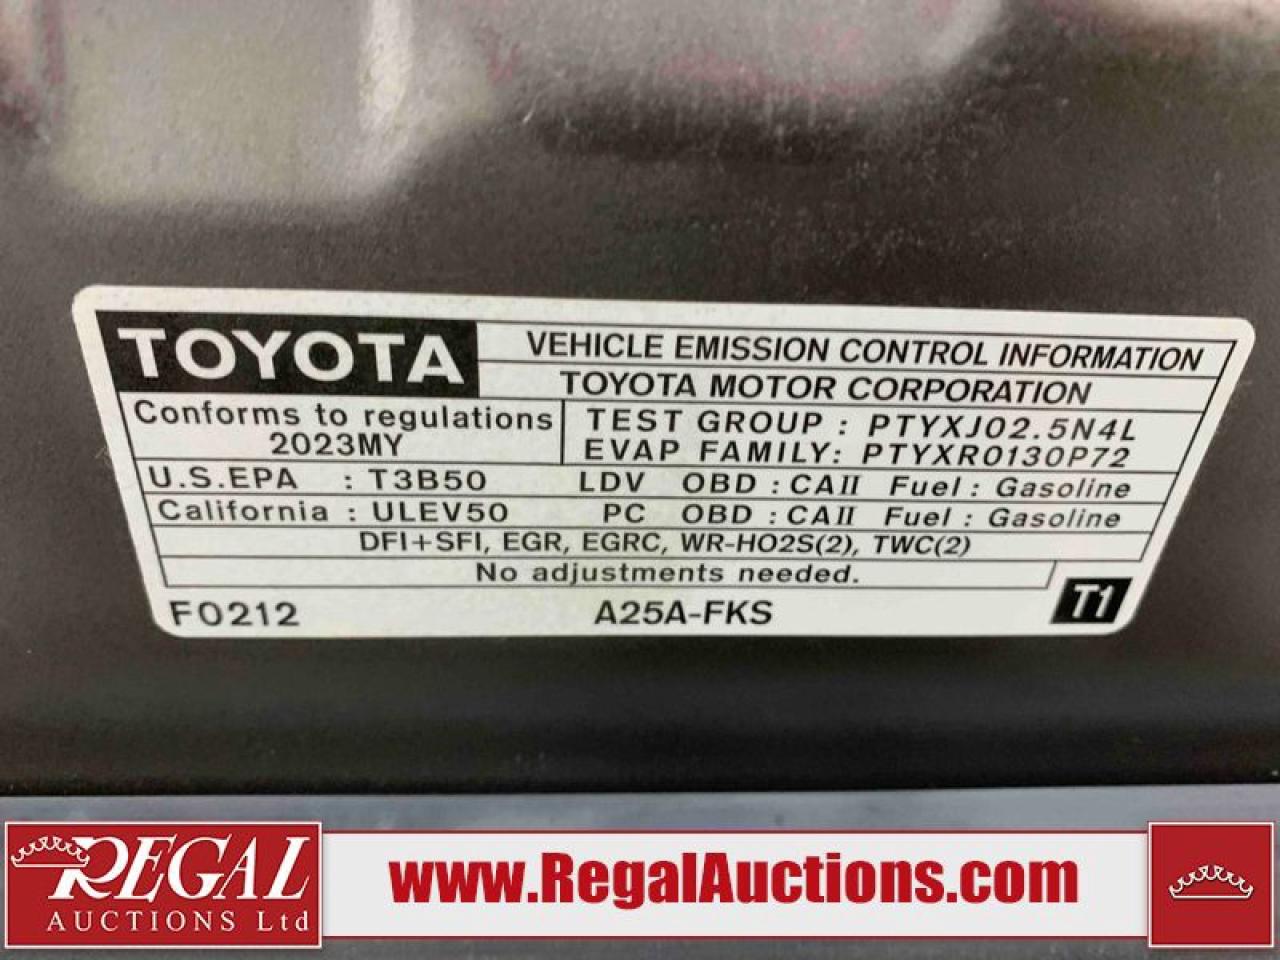 TOYOTA
VEHICLE EMISSION CONTROL INFORMATION
TOYOTA MOTOR CORPORATION
Conforms to regulations
2023MY
TEST GROUP : PTYXJ02.5N4L
EVAP FAMILY: PTYXR0130P72
U.S.EPA : T3B50 LDV OBD : CAII Fuel : Gasoline
California : ULEV50 PC OBD : CAII Fuel : Gasoline
DFI+SFI, EGR, EGRC, WR-HO2S(2), TWC(2)
No adjustments needed.
F0212 A25A-FKS T1
REGAL
AUCTIONS Ltd
www.RegalAuctions.com